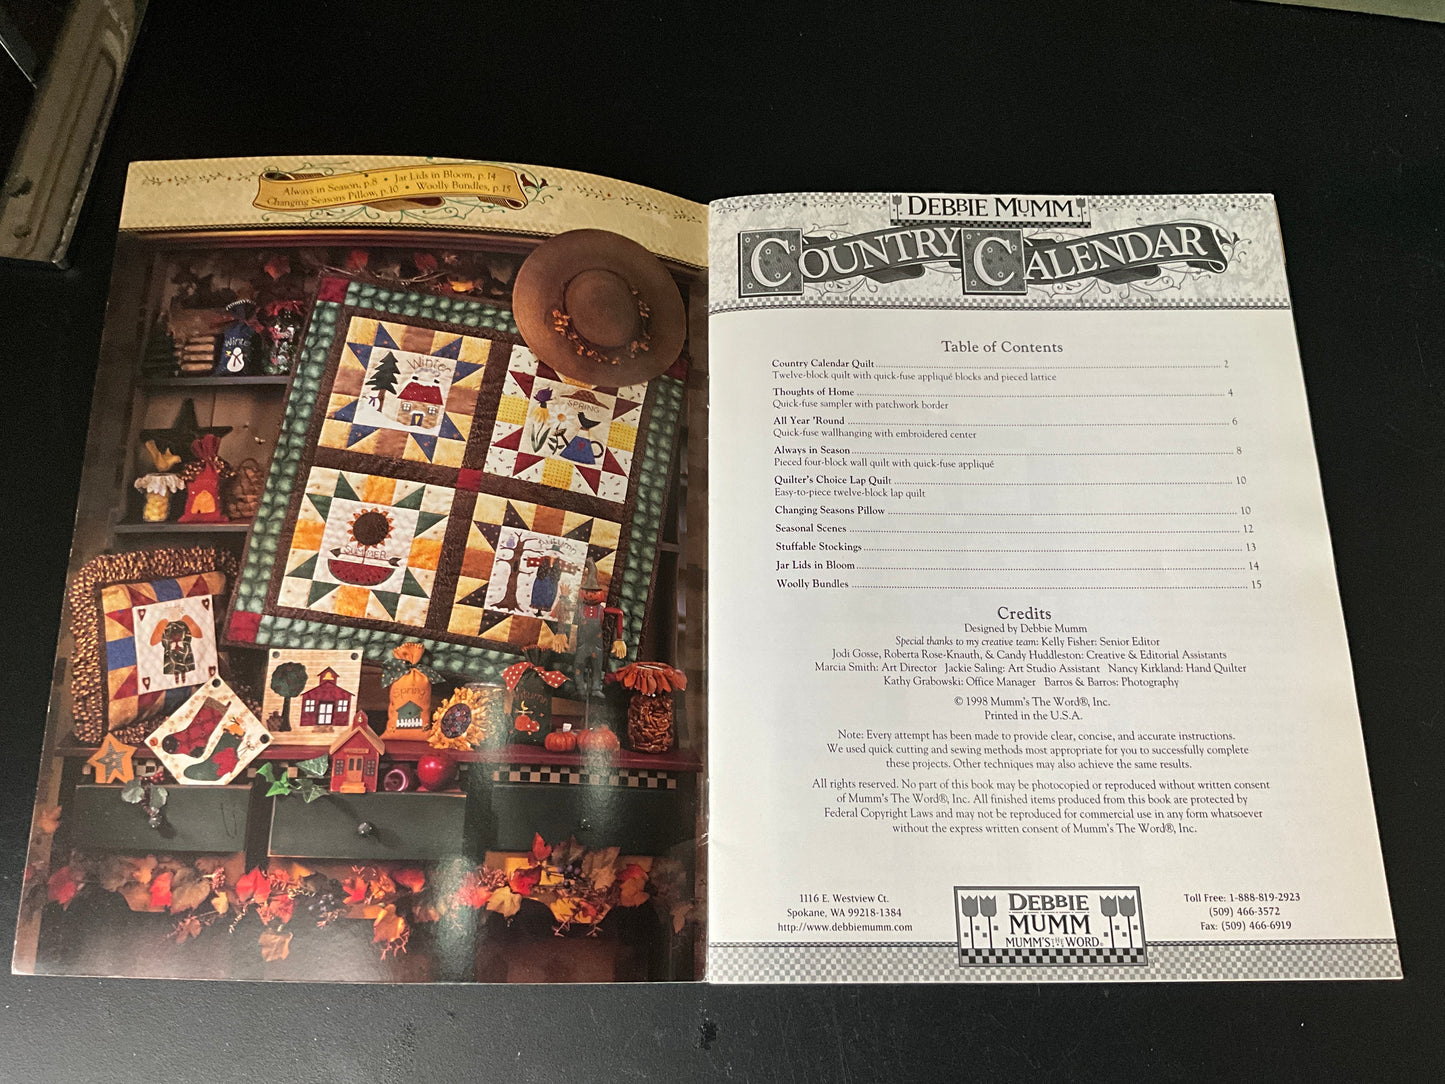 Always in Season, p.8 • Jar Lids in Bloom, p.14
Changing Seasons Pillow, p.10 • Woolly Bundles, p.15
Winter
Winter
SPRING
SUMMER
Autumn
Spring
DEBBIE MUMM®
COUNTRY CALENDAR
Table of Contents
Country Calendar Quilt 2
Twelve-block quilt with quick-fuse appliqué blocks and pieced lattice
Thoughts of Home 4
Quick-fuse sampler with patchwork border
All Year 'Round 6
Quick-fuse wallhanging with embroidered center
Always in Season 8
Pieced four-block wall quilt with quick-fuse appliqué
Quilter's Choice Lap Quilt 10
Easy-to-piece twelve-block lap quilt
Changing Seasons Pillow 10
Seasonal Scenes 12
Stuffable Stockings 13
Jar Lids in Bloom 14
Woolly Bundles 15
Credits
Designed by Debbie Mumm
Special thanks to my creative team: Kelly Fisher: Senior Editor
Jodi Gosse, Roberta Rose-Knauth, & Candy Huddleston: Creative & Editorial Assistants
Marcia Smith: Art Director Jackie Saling: Art Studio Assistant Nancy Kirkland: Hand Quilter
Kathy Grabowski: Office Manager Barros & Barros: Photography
© 1998 Mumm's The Word®, Inc.
Printed in the U.S.A.
Note: Every attempt has been made to provide clear, concise, and accurate instructions.
We used quick cutting and sewing methods most appropriate for you to successfully complete
these projects. Other techniques may also achieve the same results.
All rights reserved. No part of this book may be photocopied or reproduced without written consent
of Mumm's The Word®, Inc. All finished items produced from this book are protected by
Federal Copyright Laws and may not be reproduced for commercial use in any form whatsoever
without the express written consent of Mumm's The Word®, Inc.
1116 E. Westview Ct.
Spokane, WA 99218-1384
http://www.debbiemumm.com
DEBBIE
MUMM
MUMM'S THE WORD®
Toll Free: 1-888-819-2923
(509) 466-3572
Fax: (509) 466-6919